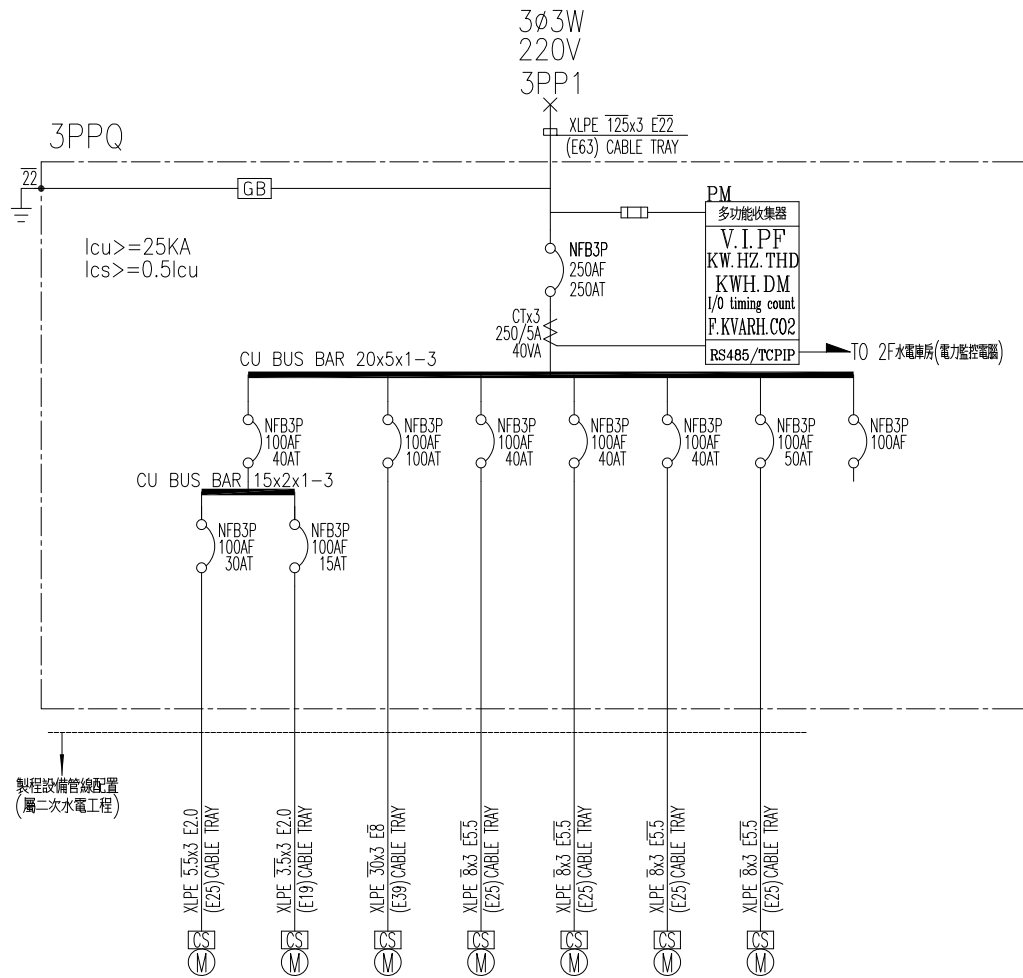 3ø3W
220V
3PP1
XLPE 125x3 E22
(E63) CABLE TRAY
3PPQ
22
GB
PM
多功能收集器
V.I.PF
KW.HZ.THD
KWH.DM
I/O timing count
F.KVARH.CO2
RS485/TCPIP
TO 2F水電庫房(電力監控電腦)
Icu>=25KA
Ics>=0.5Icu
NFB3P
250AF
250AT
CTx3
250/5A
40VA
CU BUS BAR 20x5x1-3
NFB3P
100AF
40AT
NFB3P
100AF
100AT
NFB3P
100AF
40AT
NFB3P
100AF
40AT
NFB3P
100AF
40AT
NFB3P
100AF
50AT
NFB3P
100AF
CU BUS BAR 15x2x1-3
NFB3P
100AF
30AT
NFB3P
100AF
15AT
製程設備管線配置
(屬二次水電工程)
XLPE 5.5x3 E2.0
(E25)CABLE TRAY
XLPE 3.5x3 E2.0
(E19)CABLE TRAY
XLPE 30x3 E8
(E39)CABLE TRAY
XLPE 8x3 E5.5
(E25)CABLE TRAY
XLPE 8x3 E5.5
(E25)CABLE TRAY
XLPE 8x3 E5.5
(E25)CABLE TRAY
XLPE 8x3 E5.5
(E25)CABLE TRAY
CS
M
CS
M
CS
M
CS
M
CS
M
CS
M
CS
M